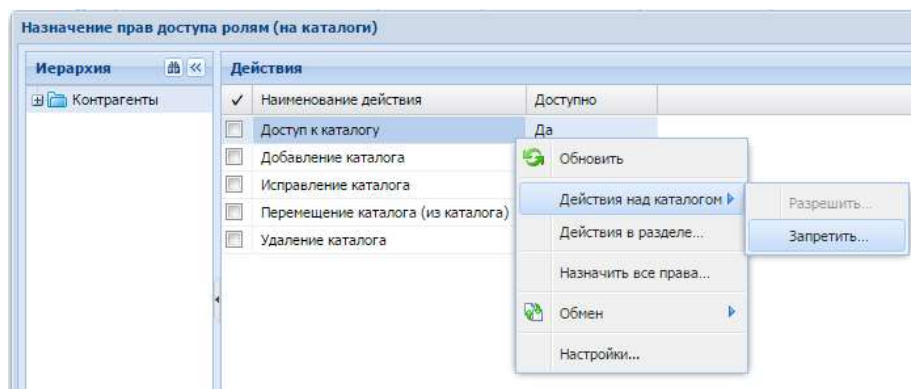 Назначение прав доступа ролям (на каталоги)
Иерархия
Действия
Контрагенты
Наименование действия
Доступно
Доступ к каталогу
Да
Добавление каталога
Исправление каталога
Перемещение каталога (из каталога)
Удаление каталога
Обновить
Действия над каталогом
Действия в разделе...
Назначить все права...
Обмен
Настройки...
Разрешить...
Запретить...